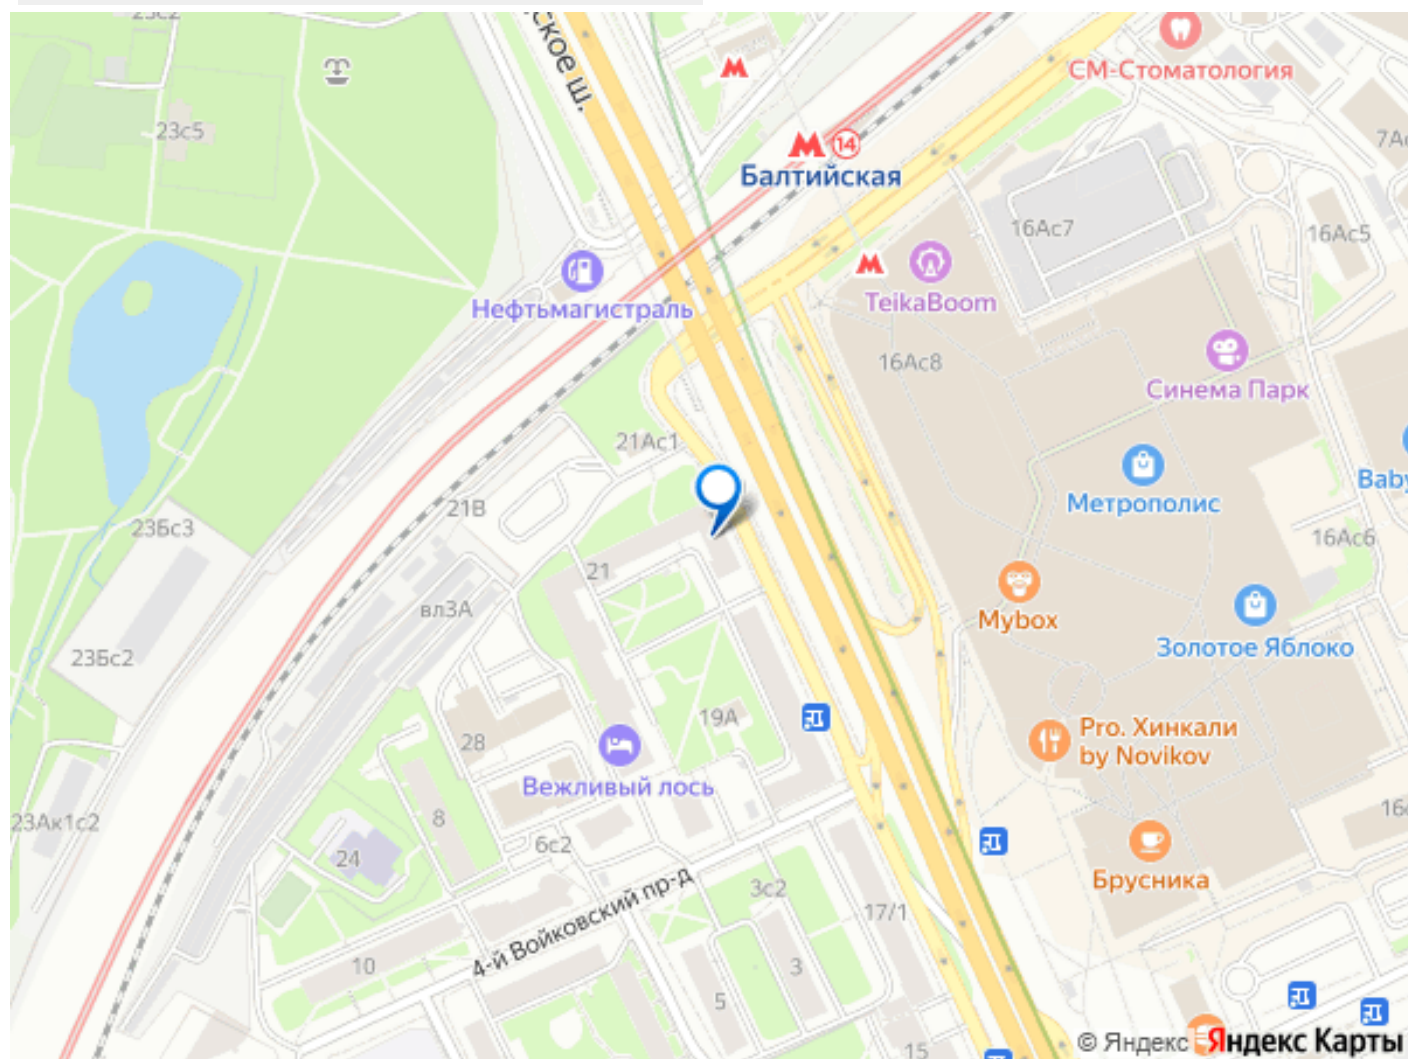 23с2
ское ш.
СМ-Стоматология
23с5
14
Балтийская
16Ас7
16Ас5
Нефтьмагистраль
TeikaBoom
16Ас8
Синема Парк
21Ас1
Метрополис
Baby
21В
23Бс3
16Ас6
21
вл3А
Mybox
Золотое Яблоко
23Бс2
19А
Pro. Хинкали
by Novikov
28
Вежливый лось
8
23Ак1с2
6с2
24
Брусника
4-й Войковский пр-д
3с2
17/1
10
3
5
15
© Яндекс Яндекс Карты